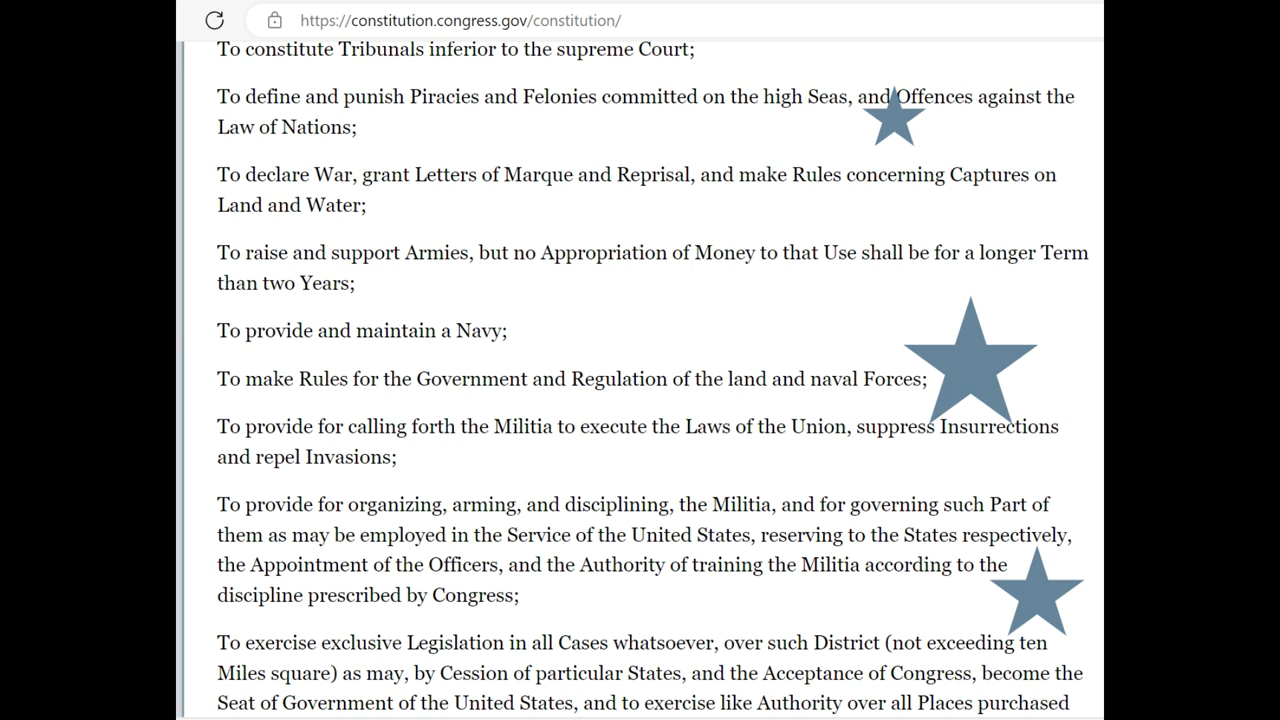 https://constitution.congress.gov/constitution/
To constitute Tribunals inferior to the supreme Court;
To define and punish Piracies and Felonies committed on the high Seas, and Offences against the
Law of Nations;
To declare War, grant Letters of Marque and Reprisal, and make Rules concerning Captures on
Land and Water;
To raise and support Armies, but no Appropriation of Money to that Use shall be for a longer Term
than two Years;
To provide and maintain a Navy;
To make Rules for the Government and Regulation of the land and naval Forces;
To provide for calling forth the Militia to execute the Laws of the Union, suppress Insurrections
and repel Invasions;
To provide for organizing, arming, and disciplining, the Militia, and for governing such Part of
them as may be employed in the Service of the United States, reserving to the States respectively,
the Appointment of the Officers, and the Authority of training the Militia according to the
discipline prescribed by Congress;
To exercise exclusive Legislation in all Cases whatsoever, over such District (not exceeding ten
Miles square) as may, by Cession of particular States, and the Acceptance of Congress, become the
Seat of Government of the United States, and to exercise like Authority over all Places purchased